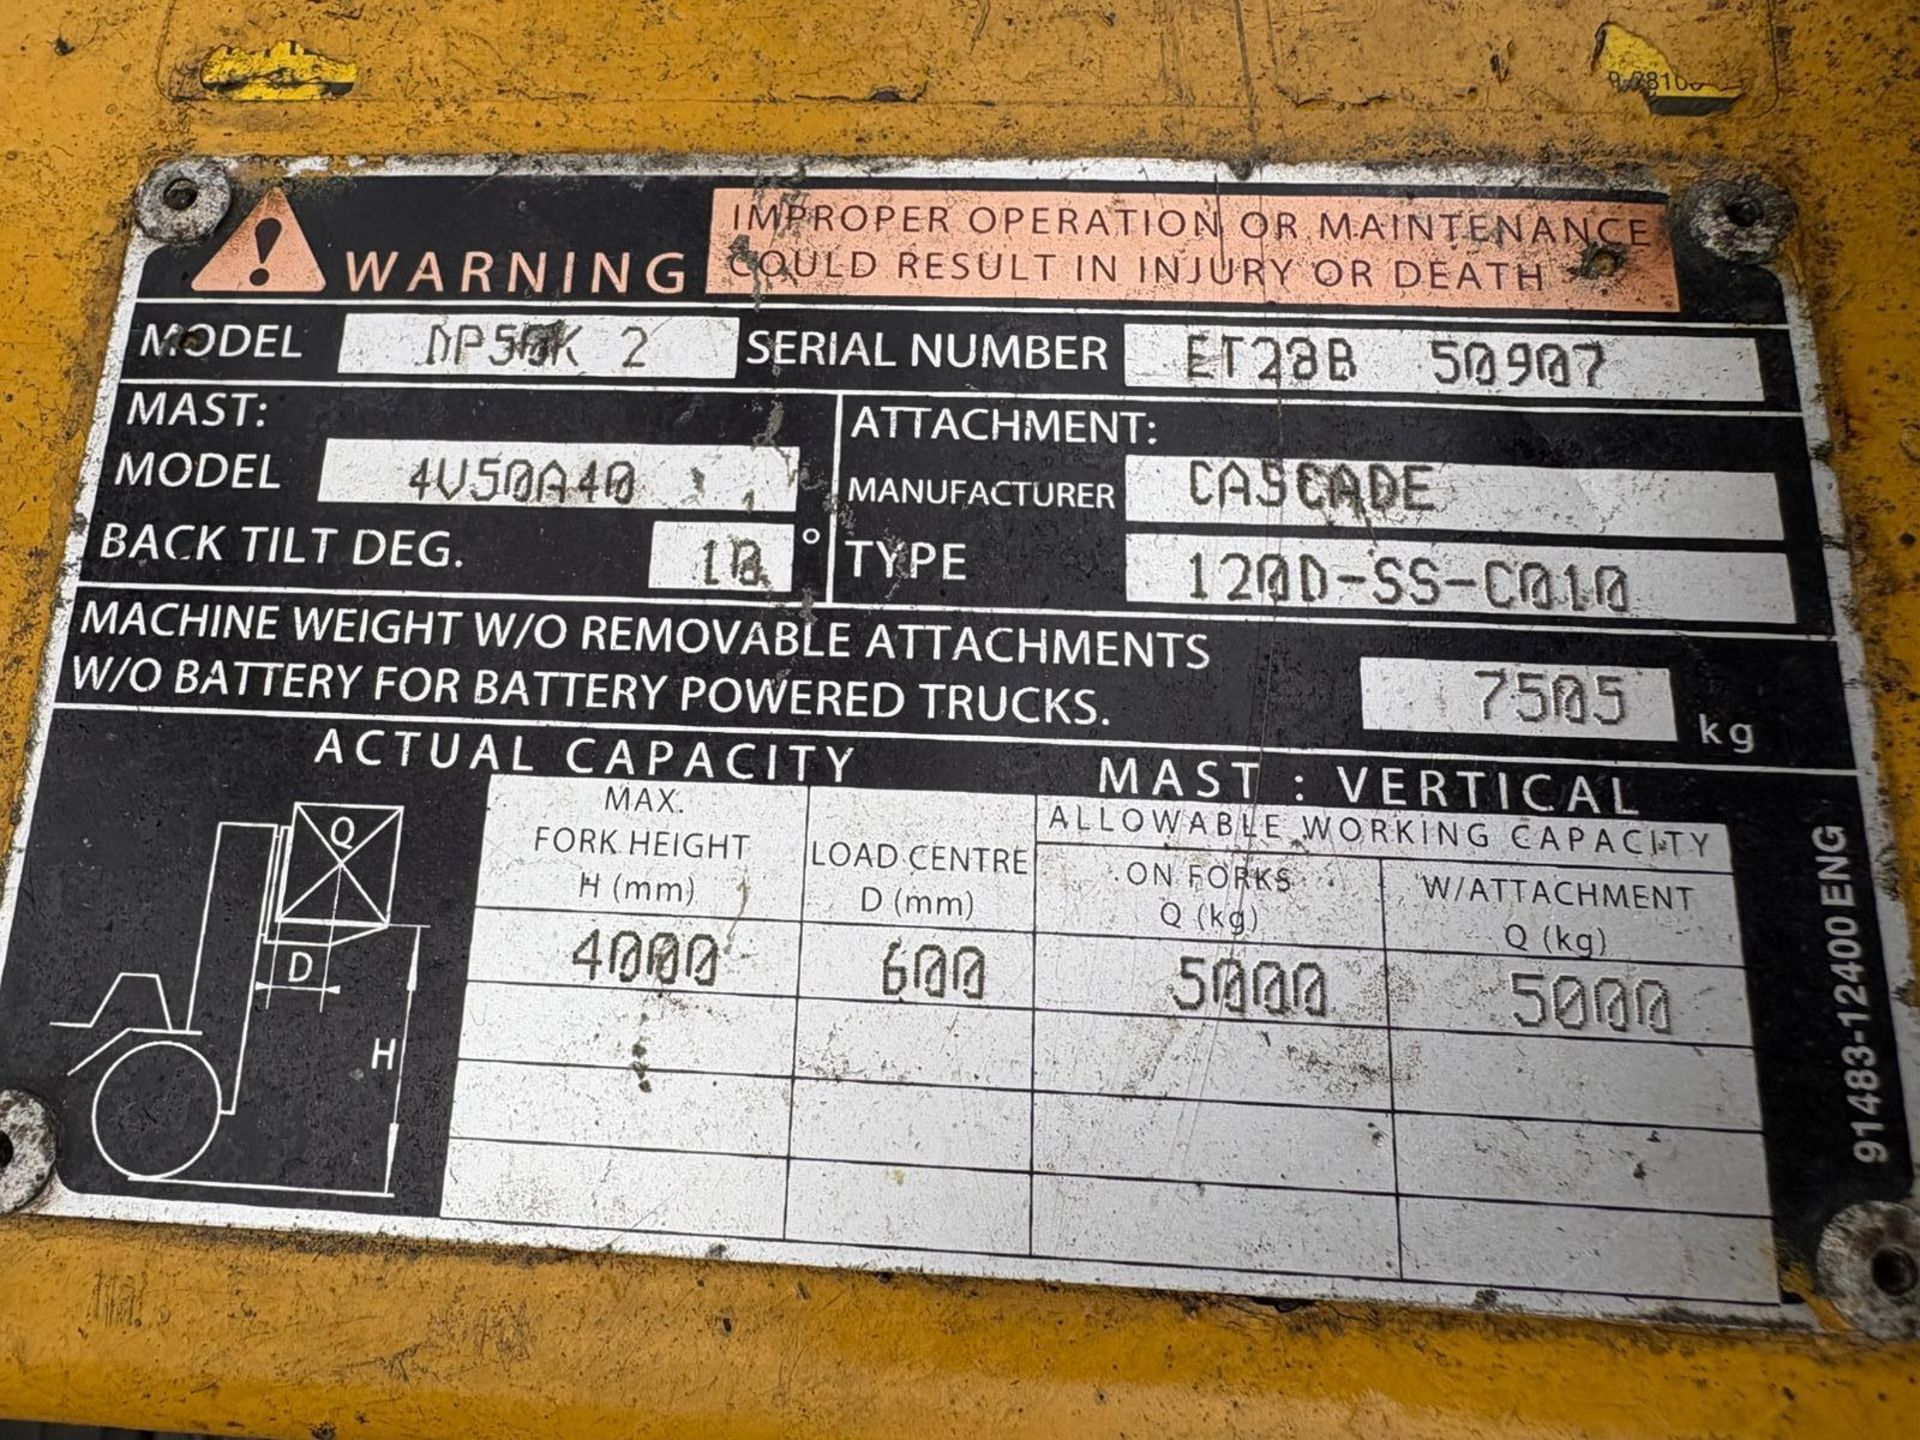 WARNING
IMPROPER OPERATION OR MAINTENANCE
COULD RESULT IN INJURY OR DEATH
MODEL DP50K 2 SERIAL NUMBER 50907
MAST:
MODEL 4V50A40
BACK TILT DEG. 10 °
ATTACHMENT:
MANUFACTURER CASCADE
TYPE 120D-SS-C010
MACHINE WEIGHT W/O REMOVABLE ATTACHMENTS
W/O BATTERY FOR BATTERY POWERED TRUCKS.
7505 kg
ACTUAL CAPACITY
MAST : VERTICAL
MAX.
FORK HEIGHT
H (mm)
LOAD CENTRE
D (mm)
ALLOWABLE WORKING CAPACITY
ON FORKS
Q (kg)
W/ATTACHMENT
Q (kg)
4000 600 5000 5000
Q
D
H
91483-12400 ENG